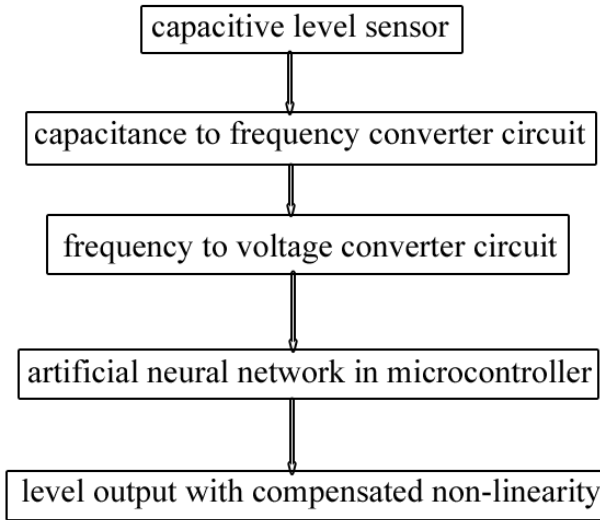 capacitive level sensor
capacitance to frequency converter circuit
frequency to voltage converter circuit
artificial neural network in microcontroller
level output with compensated non-linearity